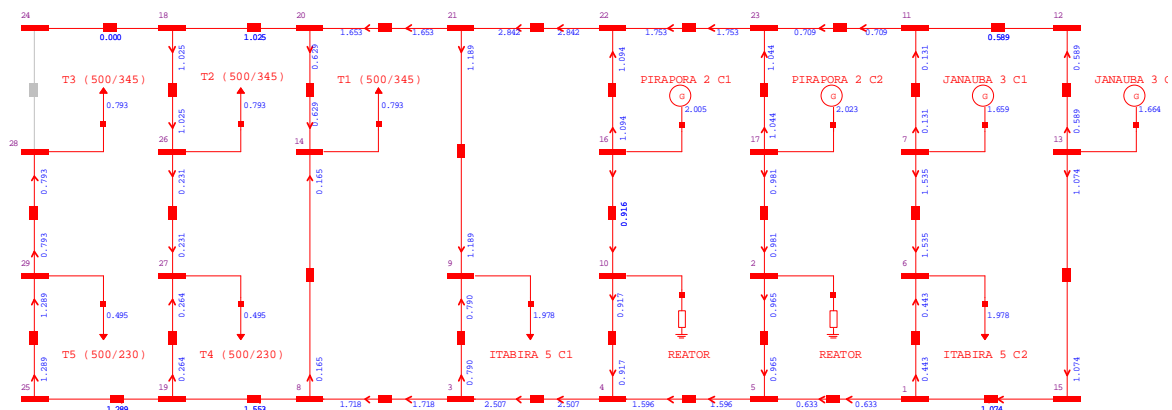 24 18 20 21 22 23 11 12
0.000 1.025 1.653 1.653 2.842 2.842 1.753 1.753 0.709 0.709 0.589
1.025 0.629 1.189 1.094 1.044 0.131 0.589
T3 (500/345) T2 (500/345) T1 (500/345) PIRAPORA 2 C1 PIRAPORA 2 C2 JANAUBA 3 C1 JANAUBA 3 C
G G G G
0.793 0.793 0.793 2.005 2.023 1.659 1.664
1.025 0.629 1.094 1.044 0.131 0.589
28 26 14 16 17 7 13
0.793 0.231 0.165 0.981 1.535 1.074
0.916
0.793 0.231 1.189 0.981 1.535
29 27 9 10 2 6
1.289 0.264 0.790 0.917 0.965 0.443
0.495 0.495 1.978 1.978
T5 (500/230) T4 (500/230) ITABIRA 5 C1 REATOR REATOR ITABIRA 5 C2
1.289 0.264 0.165 0.790 0.917 0.965 0.443 1.074
25 19 8 3 4 5 1 15
1.289 1.553 1.718 1.718 2.507 2.507 1.596 1.596 0.633 0.633 1.074